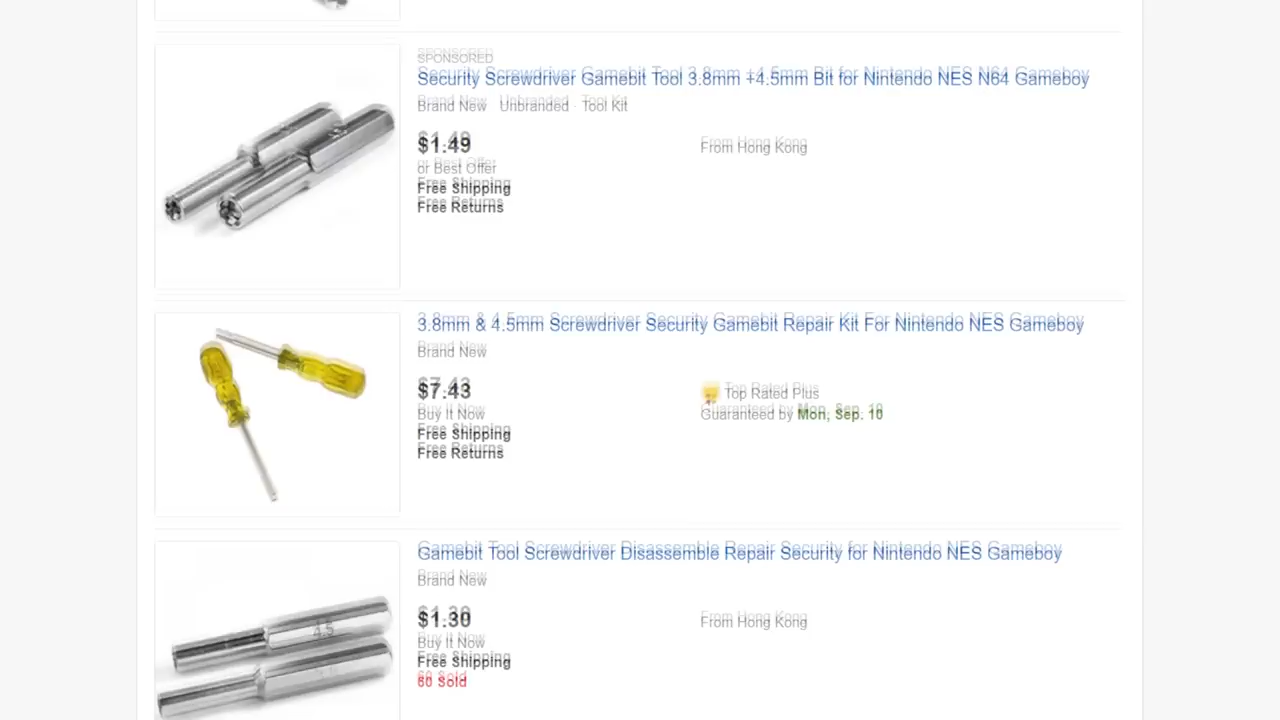 SPONSORED
Security Screwdriver Gamebit Tool 3.8mm +4.5mm Bit for Nintendo NES N64 Gameboy
Brand New · Unbranded · Tool Kit
$1.49
From Hong Kong
or Best Offer
Free Shipping
Free Returns
3.8mm & 4.5mm Screwdriver Security Gamebit Repair Kit For Nintendo NES Gameboy
Brand New
$7.43
Top Rated Plus
Buy It Now
Guaranteed by Mon, Sep. 10
Free Shipping
Free Returns
Gamebit Tool Screwdriver Disassemble Repair Security for Nintendo NES Gameboy
Brand New
4.5
$1.30
From Hong Kong
Buy It Now
Free Shipping
60 Sold